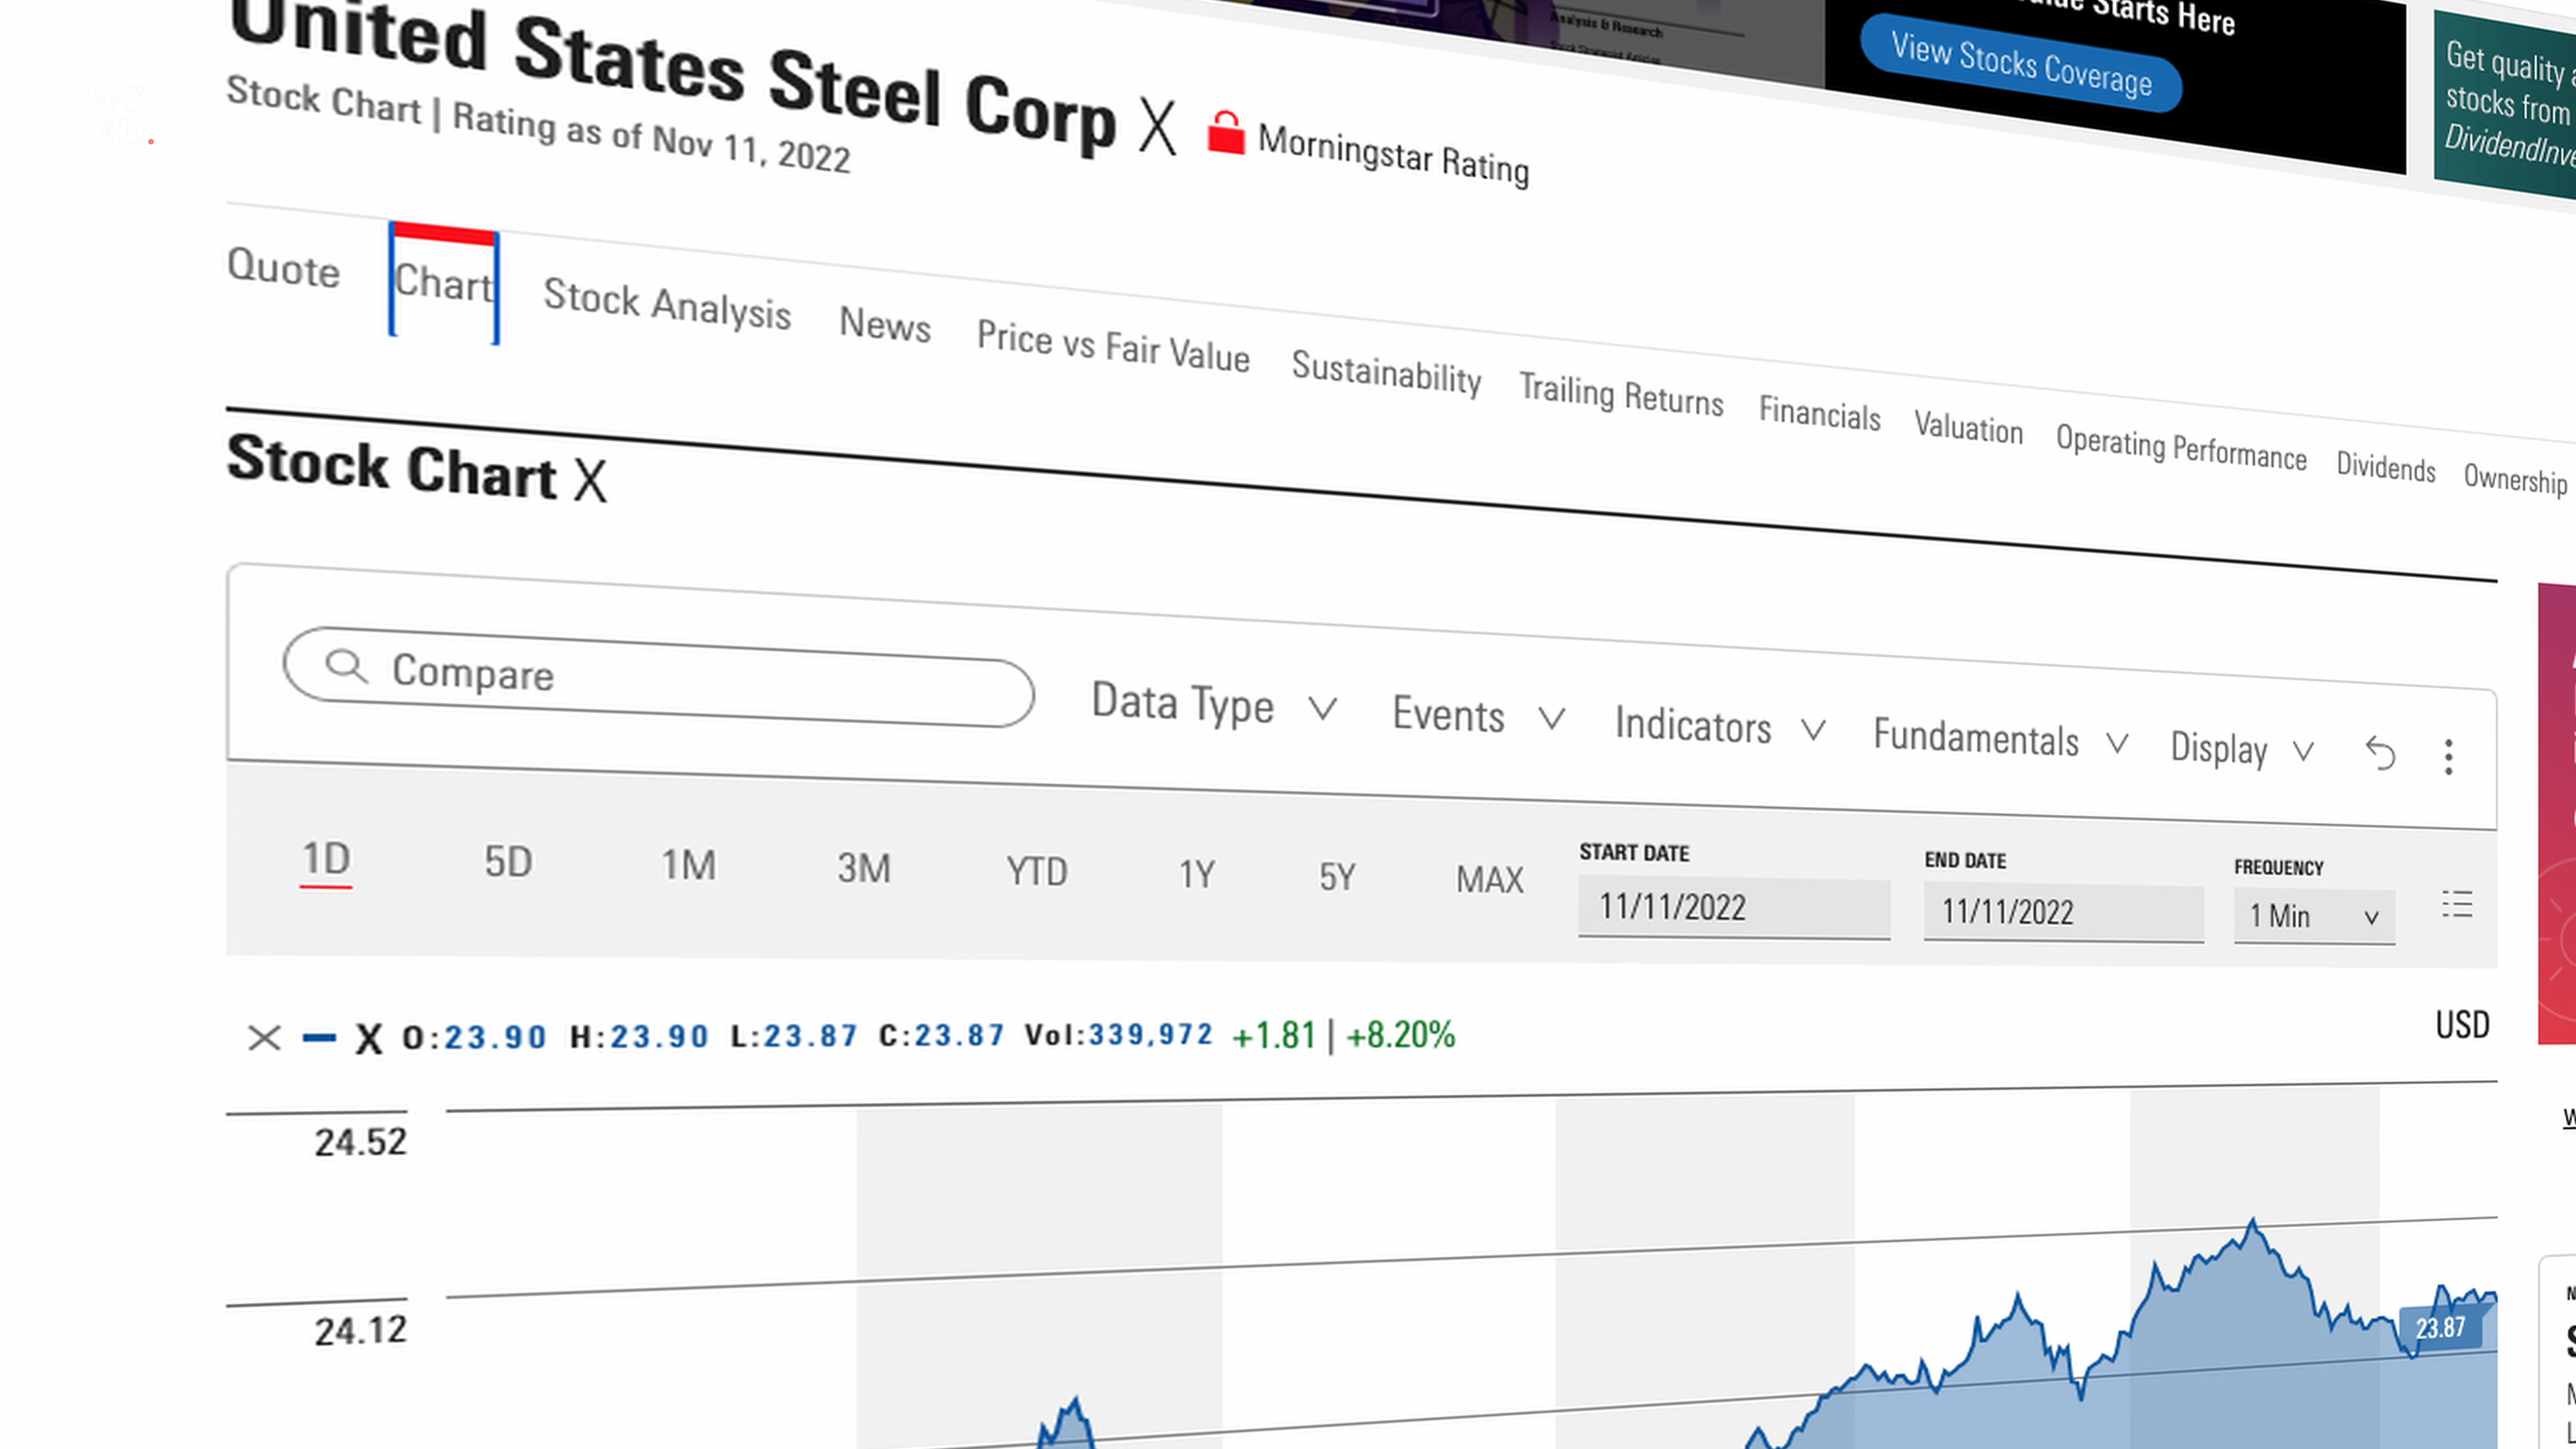 Analysis & Research
Starts Here
View Stocks Coverage
Get quality
stocks from
United States Steel Corp X
Morningstar Rating
Stock Chart | Rating as of Nov 11, 2022
Quote Chart Stock Analysis News Price vs Fair Value Sustainability Trailing Returns Financials Valuation Operating Performance Dividends Ownership
Stock Chart X
Compare Data Type Events Indicators Fundamentals Display
1D 5D 1M 3M YTD 1Y 5Y MAX
START DATE END DATE FREQUENCY
11/11/2022 11/11/2022 1 Min
X O:23.90 H:23.90 L:23.87 C:23.87 Vol:339,972 +1.81 | +8.20%
USD
24.52
24.12
23.87